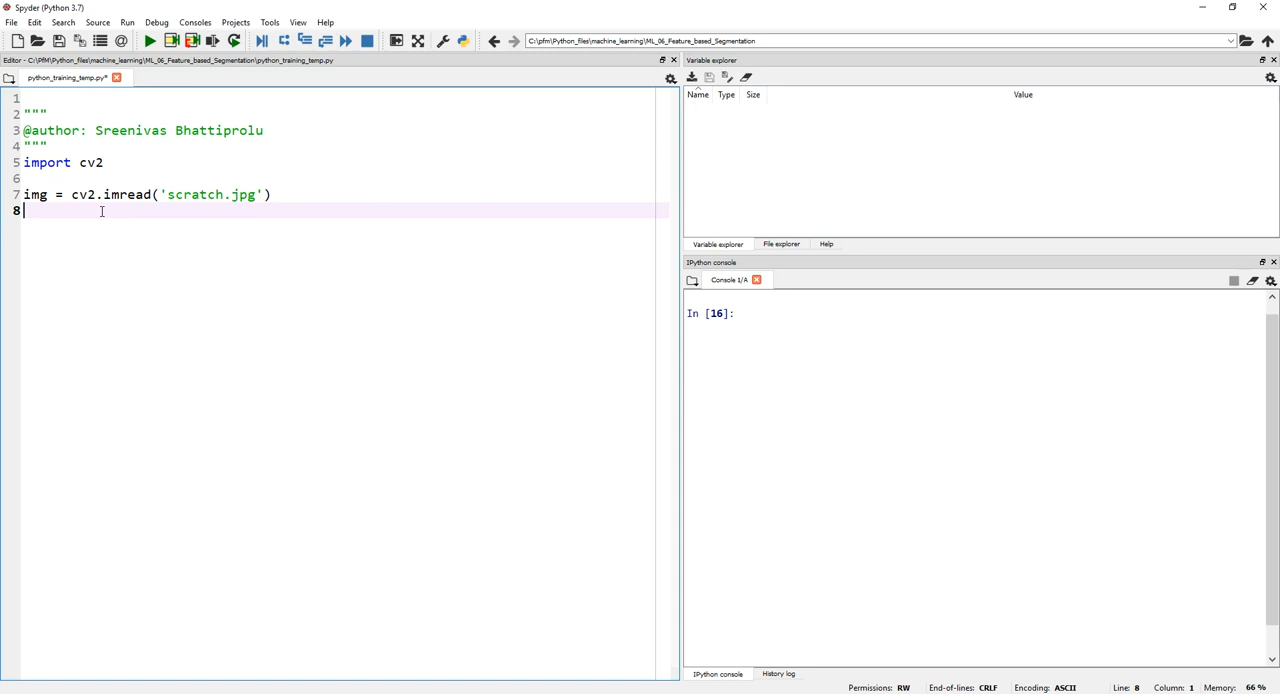 Spyder (Python 3.7)
File Edit Search Source Run Debug Consoles Projects Tools View Help
C:\pfm\Python_files\machine_learning\ML_06_Feature_based_Segmentation
Editor - C:\PfM\Python_files\machine_learning\ML_06_Feature_based_Segmentation\python_training_temp.py
python_training_temp.py*
1
2 """
3 @author: Sreenivas Bhattiprolu
4 """
5 import cv2
6
7 img = cv2.imread('scratch.jpg')
8
Variable explorer
Name Type Size Value
Variable explorer File explorer Help
IPython console
Console 1/A
In [16]:
IPython console History log
Permissions: RW End-of-lines: CRLF Encoding: ASCII Line: 8 Column: 1 Memory: 66 %